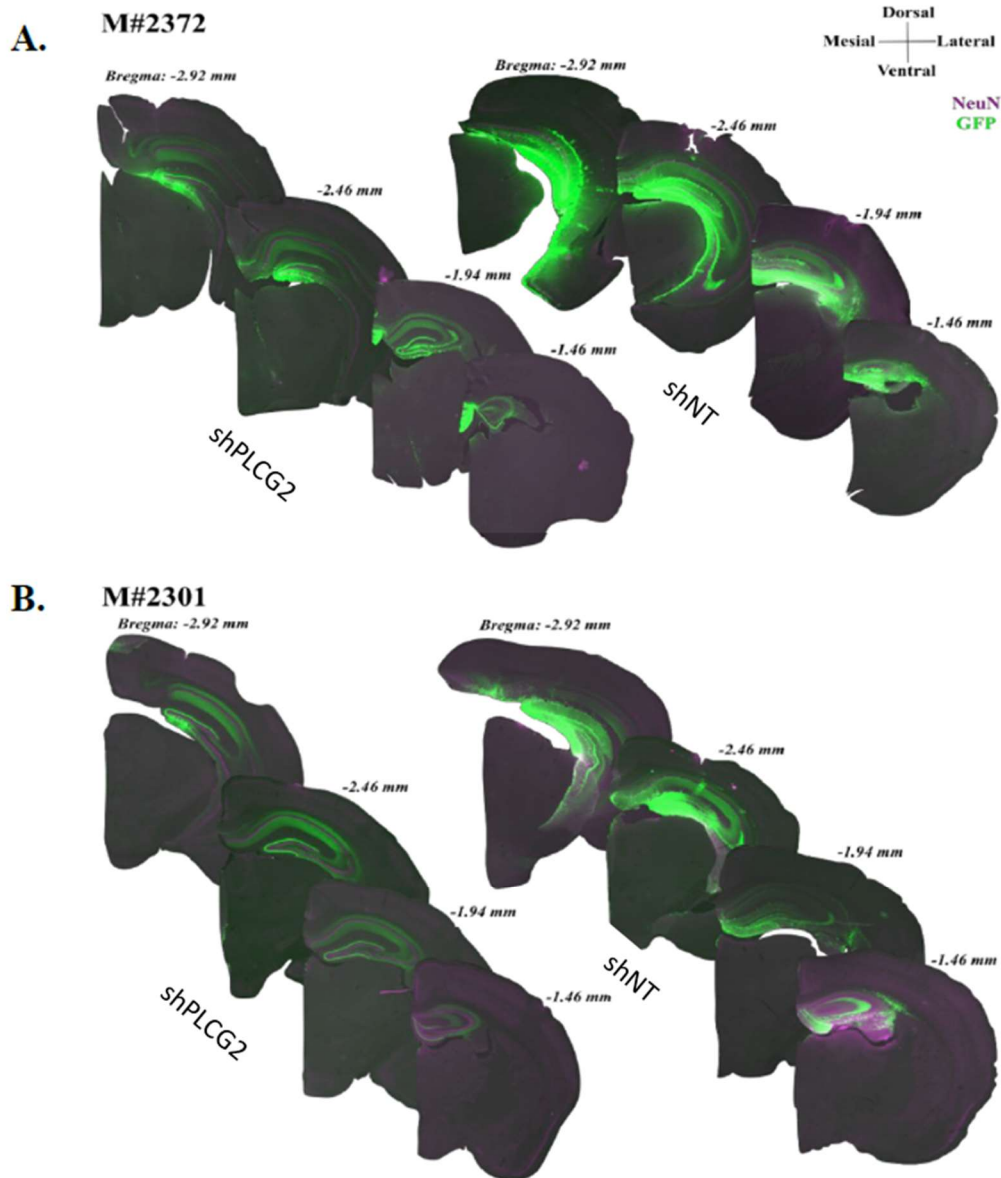 A.
M#2372
Dorsal
Mesial Lateral
Ventral
NeuN
GFP
Bregma: -2.92 mm
-2.46 mm
-1.94 mm
-1.46 mm
shPLCG2
Bregma: -2.92 mm
-2.46 mm
-1.94 mm
-1.46 mm
shNT
B.
M#2301
Bregma: -2.92 mm
-2.46 mm
-1.94 mm
-1.46 mm
shPLCG2
Bregma: -2.92 mm
-2.46 mm
-1.94 mm
-1.46 mm
shNT